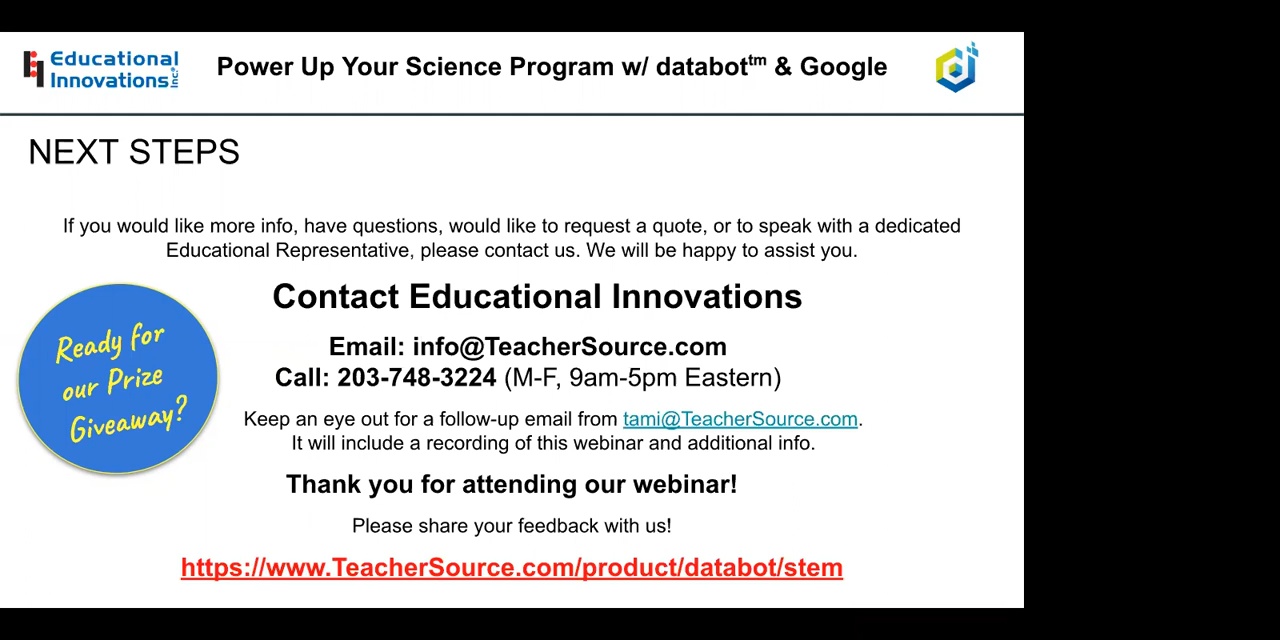 Educational
Innovations Inc.®
Power Up Your Science Program w/ databot™ & Google
NEXT STEPS
If you would like more info, have questions, would like to request a quote, or to speak with a dedicated
Educational Representative, please contact us. We will be happy to assist you.
Contact Educational Innovations
Ready for
our Prize
Giveaway?
Email: info@TeacherSource.com
Call: 203-748-3224 (M-F, 9am-5pm Eastern)
Keep an eye out for a follow-up email from tami@TeacherSource.com.
It will include a recording of this webinar and additional info.
Thank you for attending our webinar!
Please share your feedback with us!
https://www.TeacherSource.com/product/databot/stem